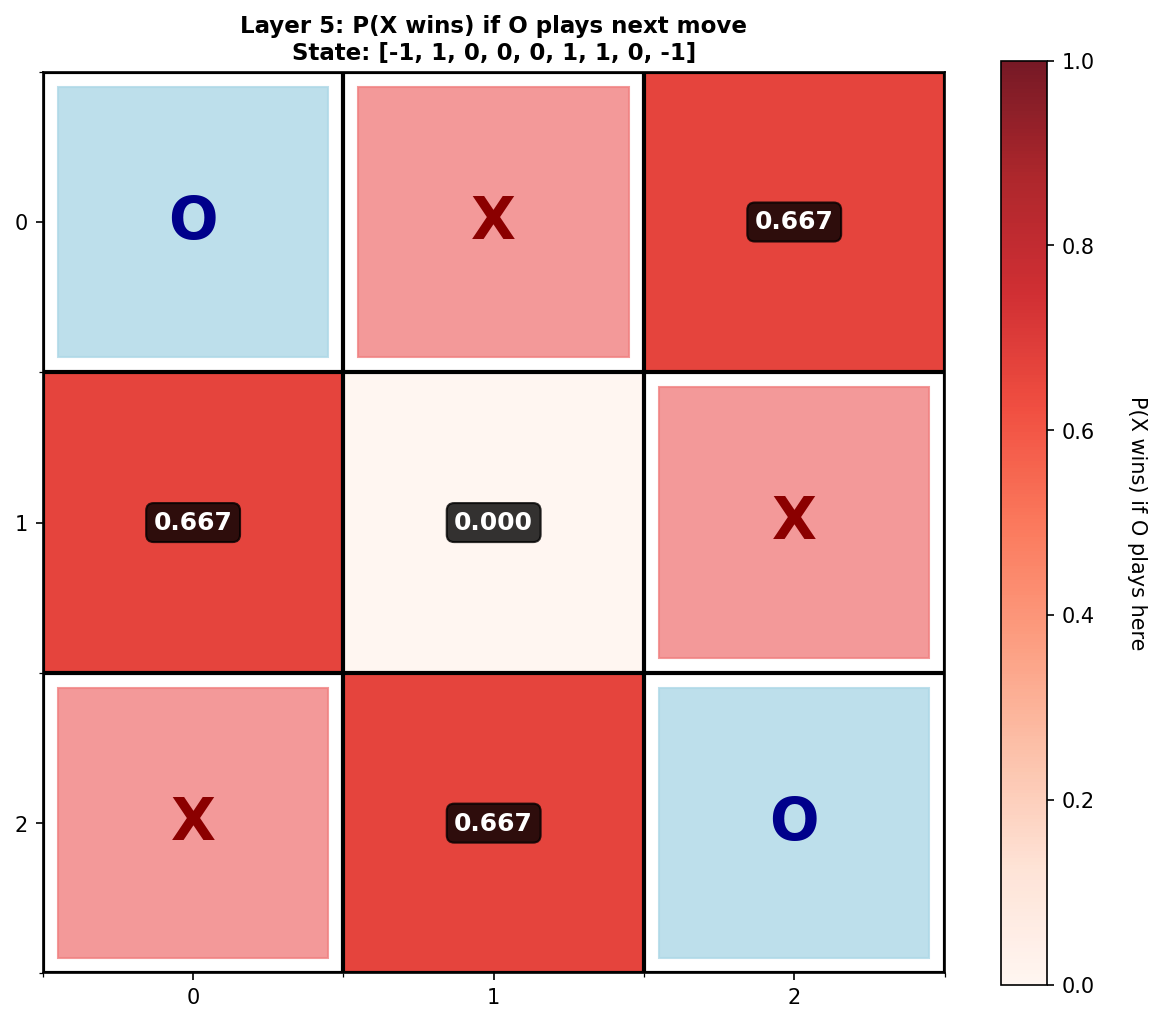 Layer 5: P(X wins) if O plays next move
State: [-1, 1, 0, 0, 0, 1, 1, 0, -1]
O
X
0.667
0.667
0.000
X
X
0.667
O
0
1
2
0
1
2
1.0
0.8
0.6
0.4
0.2
0.0
P(X wins) if O plays here